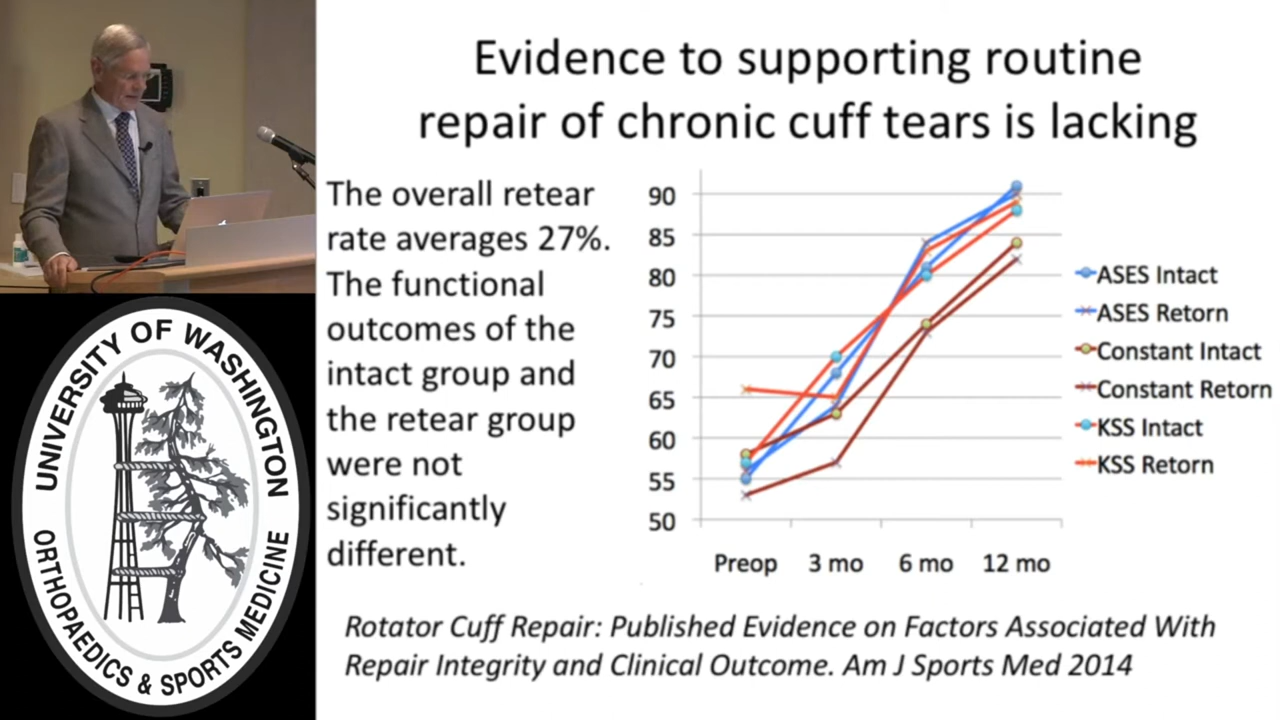 Evidence to supporting routine
repair of chronic cuff tears is lacking
The overall retear
rate averages 27%.
The functional
outcomes of the
intact group and
the retear group
were not
significantly
different.
90
85
80
75
70
65
60
55
50
Preop 3 mo 6 mo 12 mo
ASES Intact
ASES Retorn
Constant Intact
Constant Retorn
KSS Intact
KSS Retorn
Rotator Cuff Repair: Published Evidence on Factors Associated With
Repair Integrity and Clinical Outcome. Am J Sports Med 2014
UNIVERSITY OF WASHINGTON
ORTHOPAEDICS & SPORTS MEDICINE